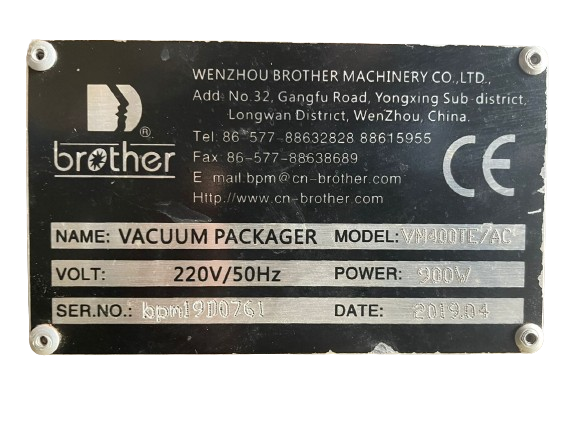 WENZHOU BROTHER MACHINERY CO.,LTD.,
Add: No.32, Gangfu Road, Yongxing Sub-district,
Longwan District, WenZhou, China.
Tel: 86-577-88632828 88615955
Fax: 86-577-88638689
E-mail.bpm@cn-brother.com
Http://www.cn-brother.com
®
brother
CE
NAME: VACUUM PACKAGER MODEL: VM400TE/AC
VOLT: 220V/50Hz POWER: 900W
SER.NO.: bpm19D0761 DATE: 2019.04